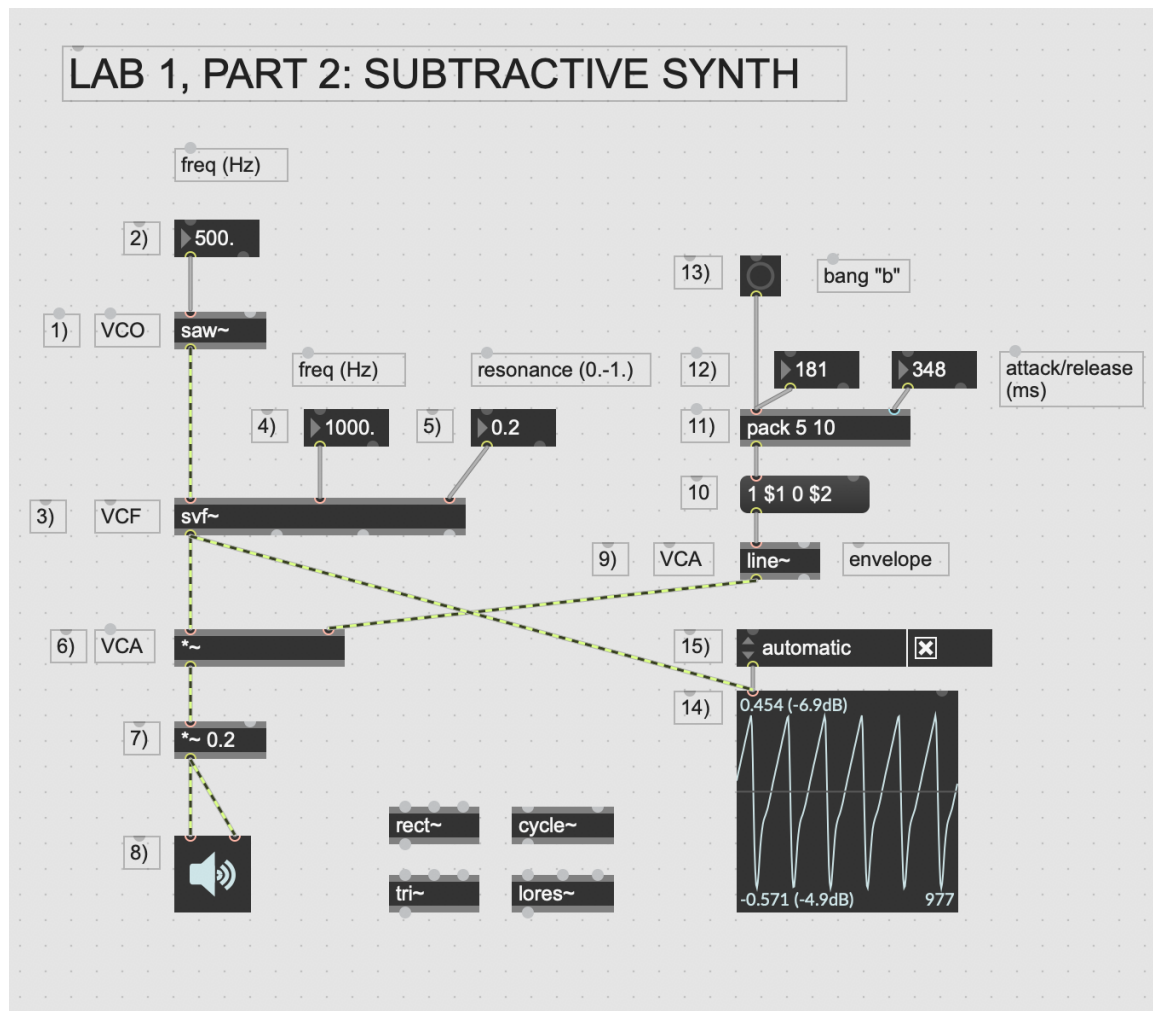 LAB 1, PART 2: SUBTRACTIVE SYNTH
freq (Hz)
2)
500.
13)
bang "b"
1)
VCO
saw~
freq (Hz)
resonance (0.-1.)
12)
181
348
attack/release
(ms)
4)
1000.
5)
0.2
11)
pack 5 10
10
1 $1 0 $2
3)
VCF
svf~
9)
VCA
line~
envelope
6)
VCA
*~
15)
automatic
14)
0.454 (-6.9dB)
7)
*~ 0.2
rect~
cycle~
8)
tri~
lores~
-0.571 (-4.9dB)
977